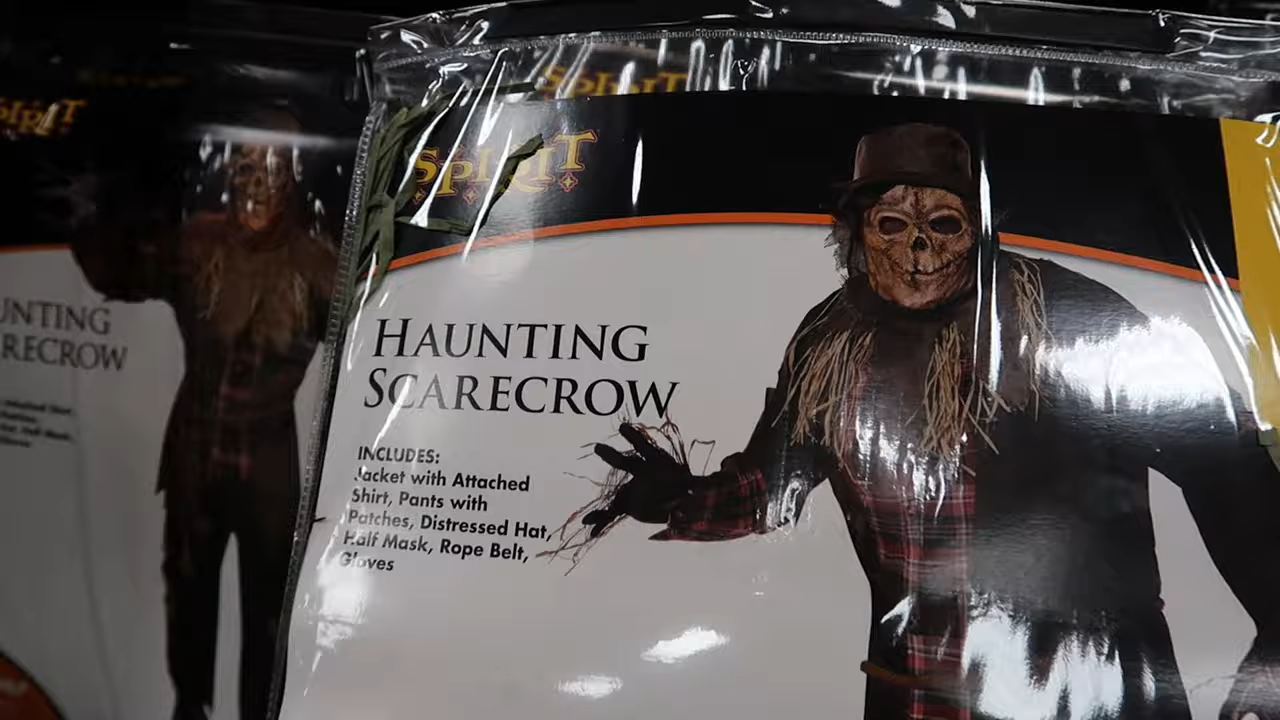 SPIRIT
SPIRIT
SPIRIT
HAUNTING
SCARECROW
INCLUDES:
Jacket with Attached
Shirt, Pants with
Patches, Distressed Hat,
Half Mask, Rope Belt,
Gloves
UNTING
RECROW